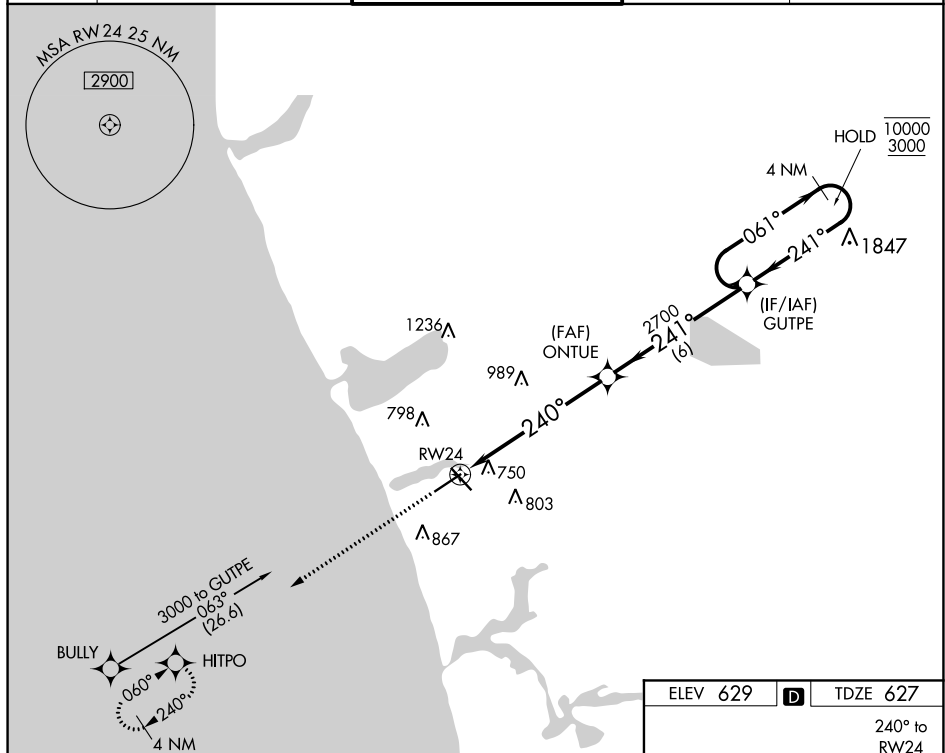 MSA RW24 25 NM
2900
HOLD
10000
3000
4 NM
061°
241°
1847
(IF/IAF)
GUTPE
2700
241°
(6)
(FAF)
ONTUE
1236
989
798
240°
RW24
750
803
867
3000 to GUTPE
063°
(26.6)
BULLY
HITPO
060°
240°
4 NM
ELEV 629
D
TDZE 627
240° to
RW24